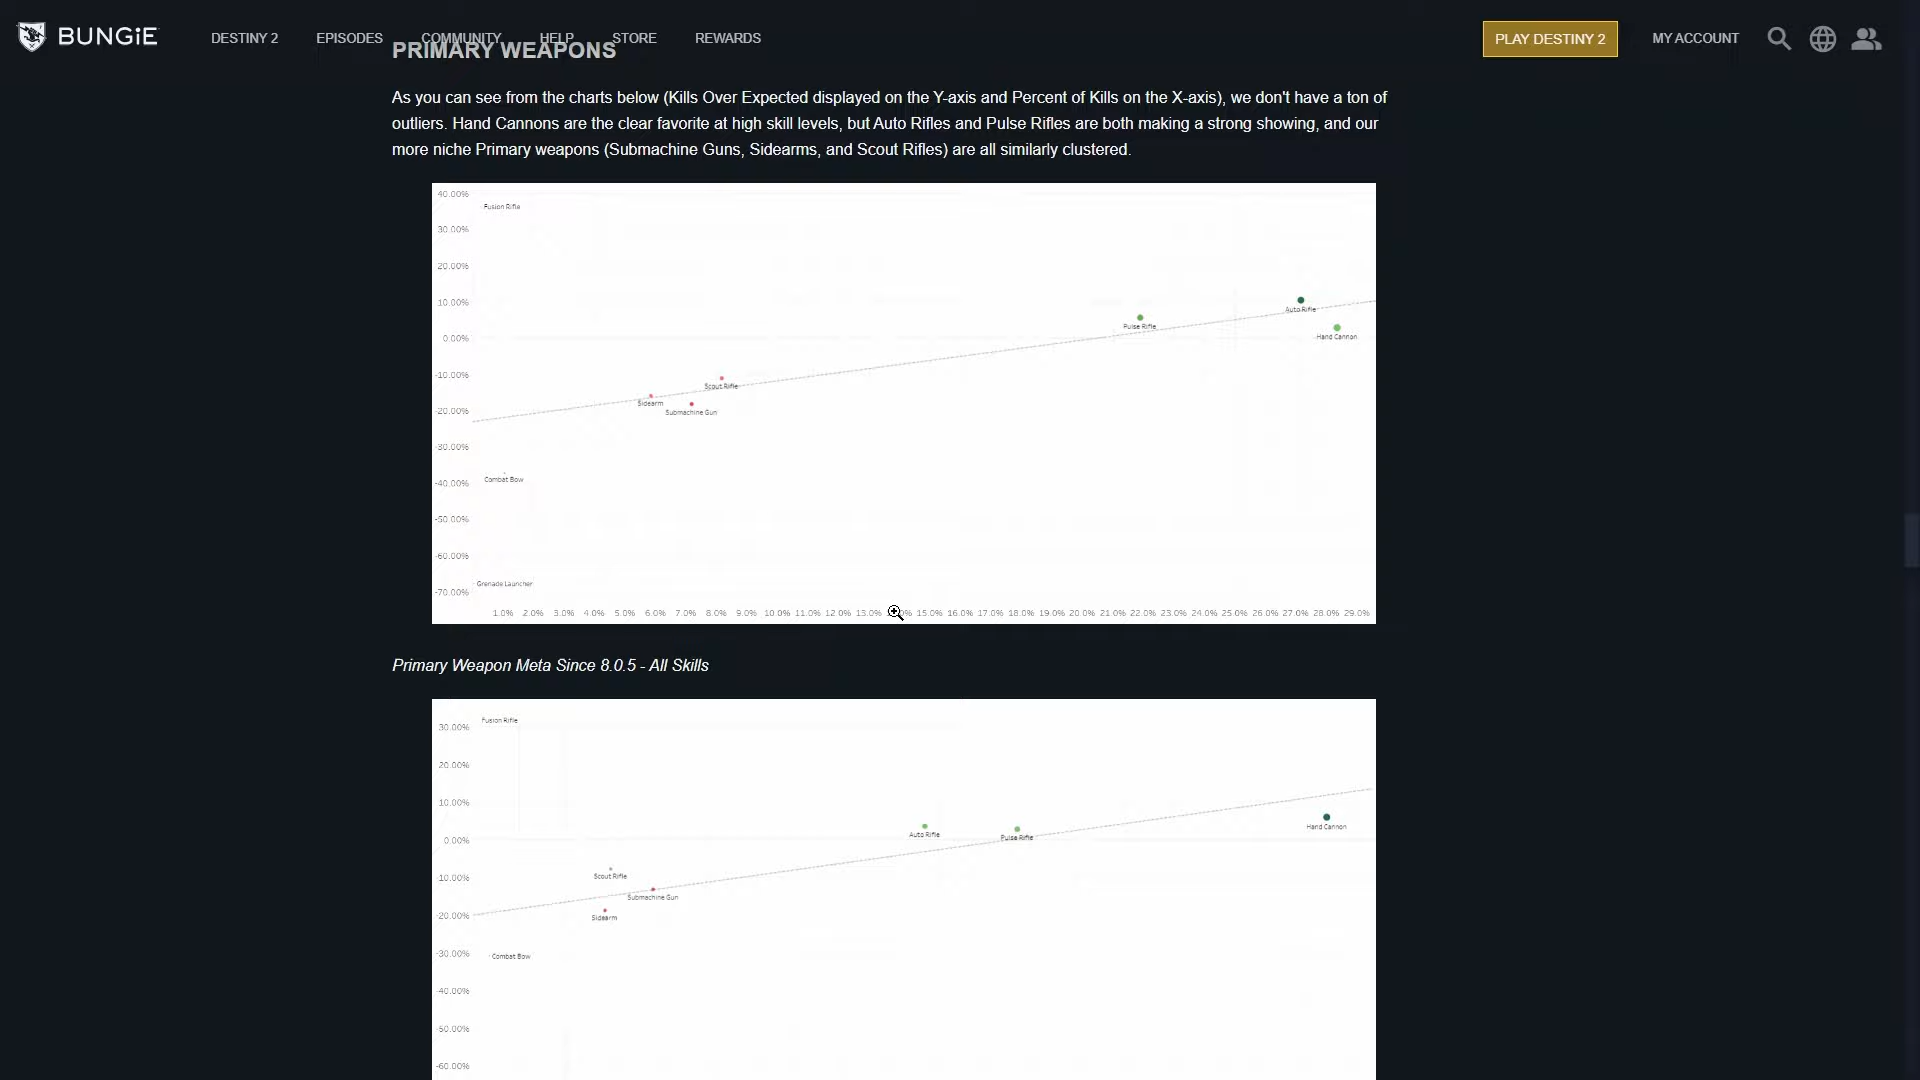 BUNGiE
DESTINY 2 EPISODES COMMUNITY HELP STORE REWARDS
PLAY DESTINY 2 MY ACCOUNT
PRIMARY WEAPONS
As you can see from the charts below (Kills Over Expected displayed on the Y-axis and Percent of Kills on the X-axis), we don't have a ton of
outliers. Hand Cannons are the clear favorite at high skill levels, but Auto Rifles and Pulse Rifles are both making a strong showing, and our
more niche Primary weapons (Submachine Guns, Sidearms, and Scout Rifles) are all similarly clustered.
40.00%
Fusion Rifle
30.00%
20.00%
10.00%
Auto Rifle
Pulse Rifle
Hand Cannon
0.00%
-10.00%
Scout Rifle
Sidearm
Submachine Gun
-20.00%
-30.00%
Combat Bow
-40.00%
-50.00%
-60.00%
Grenade Launcher
-70.00%
1.0% 2.0% 3.0% 4.0% 5.0% 6.0% 7.0% 8.0% 9.0% 10.0% 11.0% 12.0% 13.0% 15.0% 16.0% 17.0% 18.0% 19.0% 20.0% 21.0% 22.0% 23.0% 24.0% 25.0% 26.0% 27.0% 28.0% 29.0%
Primary Weapon Meta Since 8.0.5 - All Skills
Fusion Rifle
30.00%
20.00%
10.00%
Hand Cannon
Auto Rifle
Pulse Rifle
0.00%
Scout Rifle
-10.00%
Submachine Gun
Sidearm
-20.00%
-30.00%
Combat Bow
-40.00%
-50.00%
-60.00%